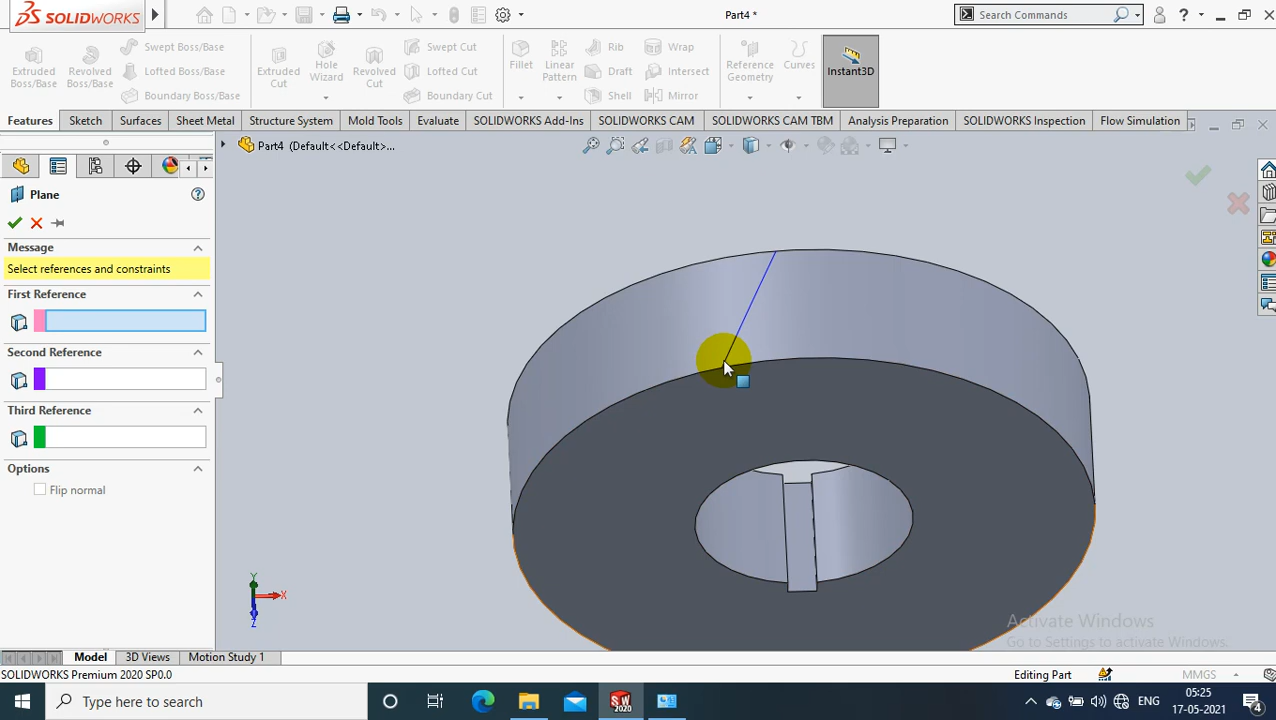 SOLIDWORKS
Part4 *
Search Commands
Extruded Boss/Base
Revolved Boss/Base
Swept Boss/Base
Lofted Boss/Base
Boundary Boss/Base
Extruded Cut
Hole Wizard
Revolved Cut
Swept Cut
Lofted Cut
Boundary Cut
Fillet
Linear Pattern
Rib
Draft
Shell
Wrap
Intersect
Mirror
Reference Geometry
Curves
Instant3D
Features Sketch Surfaces Sheet Metal Structure System Mold Tools Evaluate SOLIDWORKS Add-Ins SOLIDWORKS CAM SOLIDWORKS CAM TBM Analysis Preparation SOLIDWORKS Inspection Flow Simulation
Part4 (Default<<Default>...
Plane
Message
Select references and constraints
First Reference
Second Reference
Third Reference
Options
Flip normal
Y
X
Z
Activate Windows
Go to Settings to activate Windows.
Model 3D Views Motion Study 1
SOLIDWORKS Premium 2020 SP0.0
Editing Part
MMGS
Type here to search
SW 2020
ENG
05:25
17-05-2021
4